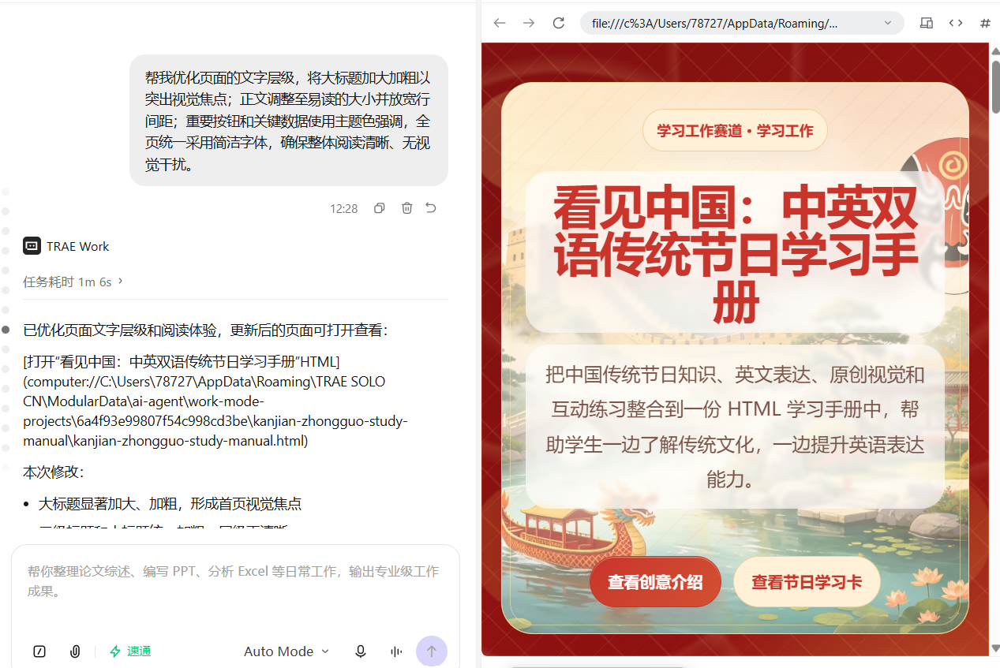 帮我优化页面的文字层级，将大标题加大加粗以
突出视觉焦点；正文调整至易读的大小并放宽行
间距；重要按钮和关键数据使用主题色强调，全
页统一采用简洁字体，确保整体阅读清晰、无视
觉干扰。
12:28
TRAE Work
任务耗时 1m 6s
已优化页面文字层级和阅读体验，更新后的页面可打开查看：
[打开“看见中国：中英双语传统节日学习手册”HTML]
(computer://C:\Users\78727\AppData\Roaming\TRAE SOLO
CN\ModularData\ai-agent\work-mode-
projects\6a4f93e99807f54c998cd3be\kanjian-zhongguo-study-
manual\kanjian-zhongguo-study-manual.html)
本次修改：
• 大标题显著加大、加粗，形成首页视觉焦点
帮你整理论文综述、编写 PPT、分析 Excel 等日常工作，输出专业级工作
成果。
速通
Auto Mode
file:///c%3A/Users/78727/AppData/Roaming/...
学习工作赛道・学习工作
看见中国：中英双
语传统节日学习手
册
把中国传统节日知识、英文表达、原创视觉和
互动练习整合到一份 HTML 学习手册中，帮
助学生一边了解传统文化，一边提升英语表达
能力。
查看创意介绍
查看节日学习卡